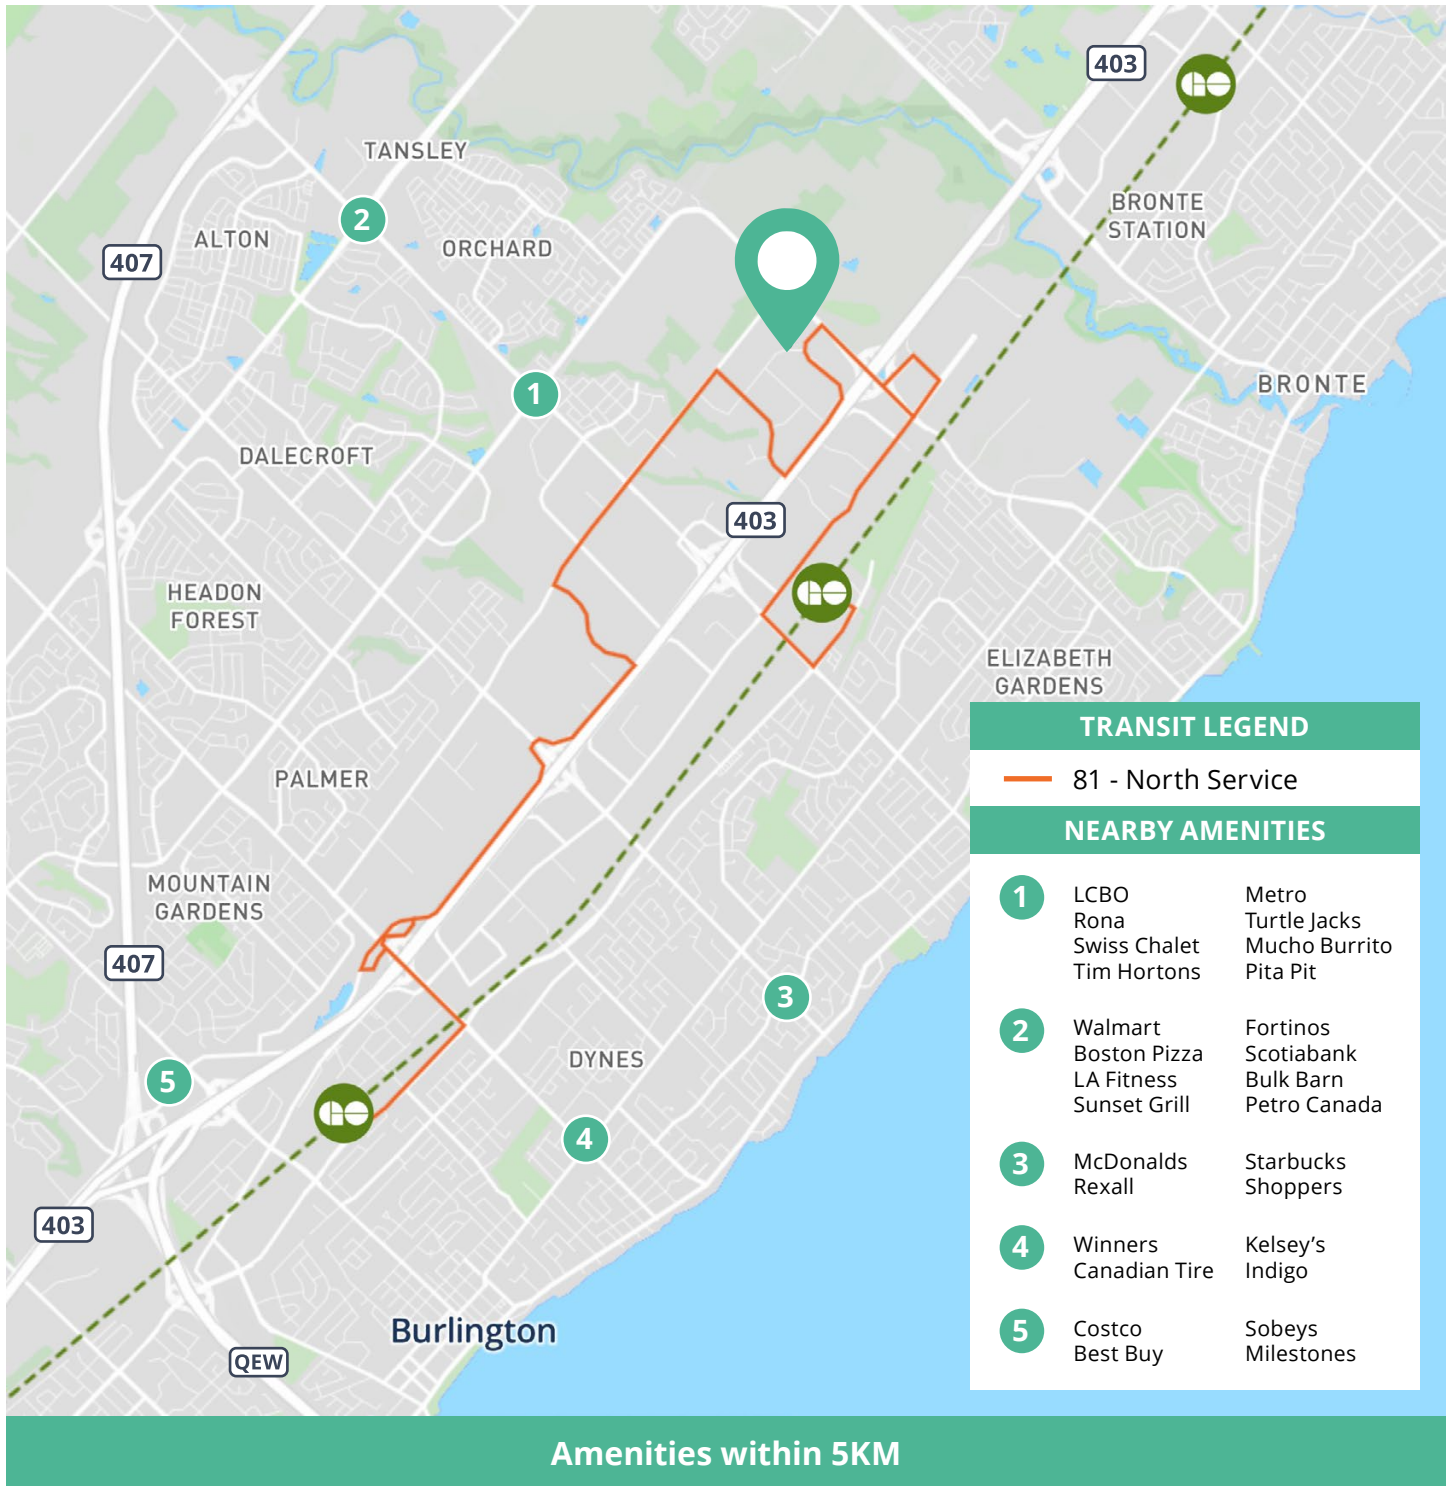 403
TANSLEY
BRONTE
STATION
2
ALTON
ORCHARD
407
BRONTE
1
DALECROFT
403
HEADON
FOREST
ELIZABETH
GARDENS
PALMER
MOUNTAIN
GARDENS
407
3
DYNES
5
4
403
Burlington
QEW
TRANSIT LEGEND
81 - North Service
NEARBY AMENITIES
1
LCBO
Rona
Swiss Chalet
Tim Hortons
Metro
Turtle Jacks
Mucho Burrito
Pita Pit
2
Walmart
Boston Pizza
LA Fitness
Sunset Grill
Fortinos
Scotiabank
Bulk Barn
Petro Canada
3
McDonalds
Rexall
Starbucks
Shoppers
4
Winners
Canadian Tire
Kelsey’s
Indigo
5
Costco
Best Buy
Sobeys
Milestones
GO
GO
GO
Amenities within 5KM